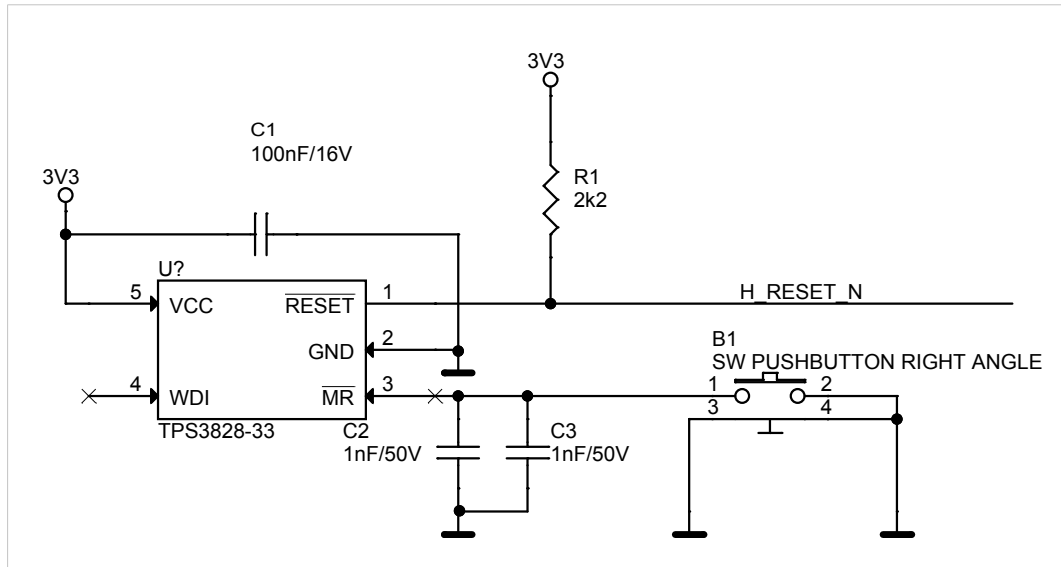 3V3
C1
100nF/16V
3V3
R1
2k2
U?
5
VCC
RESET
1
H_RESET_N
GND
2
B1
SW PUSHBUTTON RIGHT ANGLE
4
WDI
MR
3
1
2
3
4
TPS3828-33
C2
1nF/50V
C3
1nF/50V